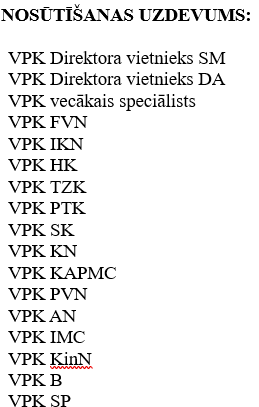 NOSŪTĪŠANAS UZDEVUMS:
VPK Direktora vietnieks SM
VPK Direktora vietnieks DA
VPK vecākais speciālists
VPK FVN
VPK IKN
VPK HK
VPK TZK
VPK PTK
VPK SK
VPK KN
VPK KAPMC
VPK PVN
VPK AN
VPK IMC
VPK KinN
VPK B
VPK SP